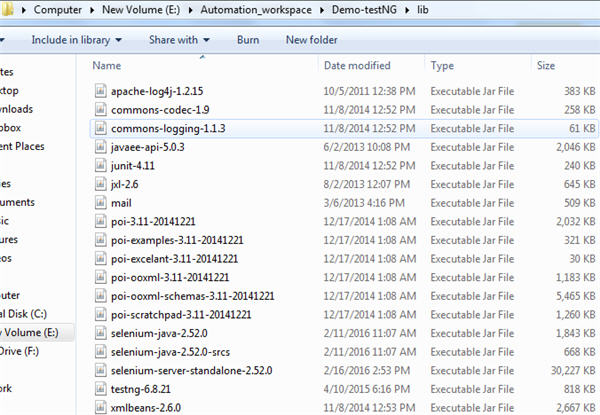 Computer ▸ New Volume (E:) ▸ Automation_workspace ▸ Demo-testNG ▸ lib
Include in library Share with Burn New folder
Name Date modified Type Size
apache-log4j-1.2.15 10/5/2011 12:38 PM Executable Jar File 383 KB
commons-codec-1.9 11/8/2014 12:52 PM Executable Jar File 258 KB
commons-logging-1.1.3 11/8/2014 12:52 PM Executable Jar File 61 KB
javaee-api-5.0.3 6/2/2013 10:08 PM Executable Jar File 2,046 KB
junit-4.11 11/8/2014 12:52 PM Executable Jar File 240 KB
jxl-2.6 8/2/2013 12:07 PM Executable Jar File 645 KB
mail 3/6/2013 4:16 PM Executable Jar File 509 KB
poi-3.11-20141221 12/17/2014 1:08 AM Executable Jar File 2,032 KB
poi-examples-3.11-20141221 12/17/2014 1:08 AM Executable Jar File 321 KB
poi-excelant-3.11-20141221 12/17/2014 1:08 AM Executable Jar File 30 KB
poi-ooxml-3.11-20141221 12/17/2014 1:08 AM Executable Jar File 1,183 KB
poi-ooxml-schemas-3.11-20141221 12/17/2014 1:08 AM Executable Jar File 5,465 KB
poi-scratchpad-3.11-20141221 12/17/2014 1:08 AM Executable Jar File 1,260 KB
selenium-java-2.52.0 2/11/2016 11:07 AM Executable Jar File 1,843 KB
selenium-java-2.52.0-srcs 2/11/2016 11:07 AM Executable Jar File 668 KB
selenium-server-standalone-2.52.0 2/16/2016 2:53 PM Executable Jar File 30,227 KB
testng-6.8.21 4/10/2015 6:16 PM Executable Jar File 818 KB
xmlbeans-2.6.0 11/8/2014 12:53 PM Executable Jar File 2,667 KB
ites
ktop
wnloads
pbox
ent Places
ies
cuments
sic
ures
eos
puter
al Disk (C:)
w Volume (E:)
Drive (F:)
ork